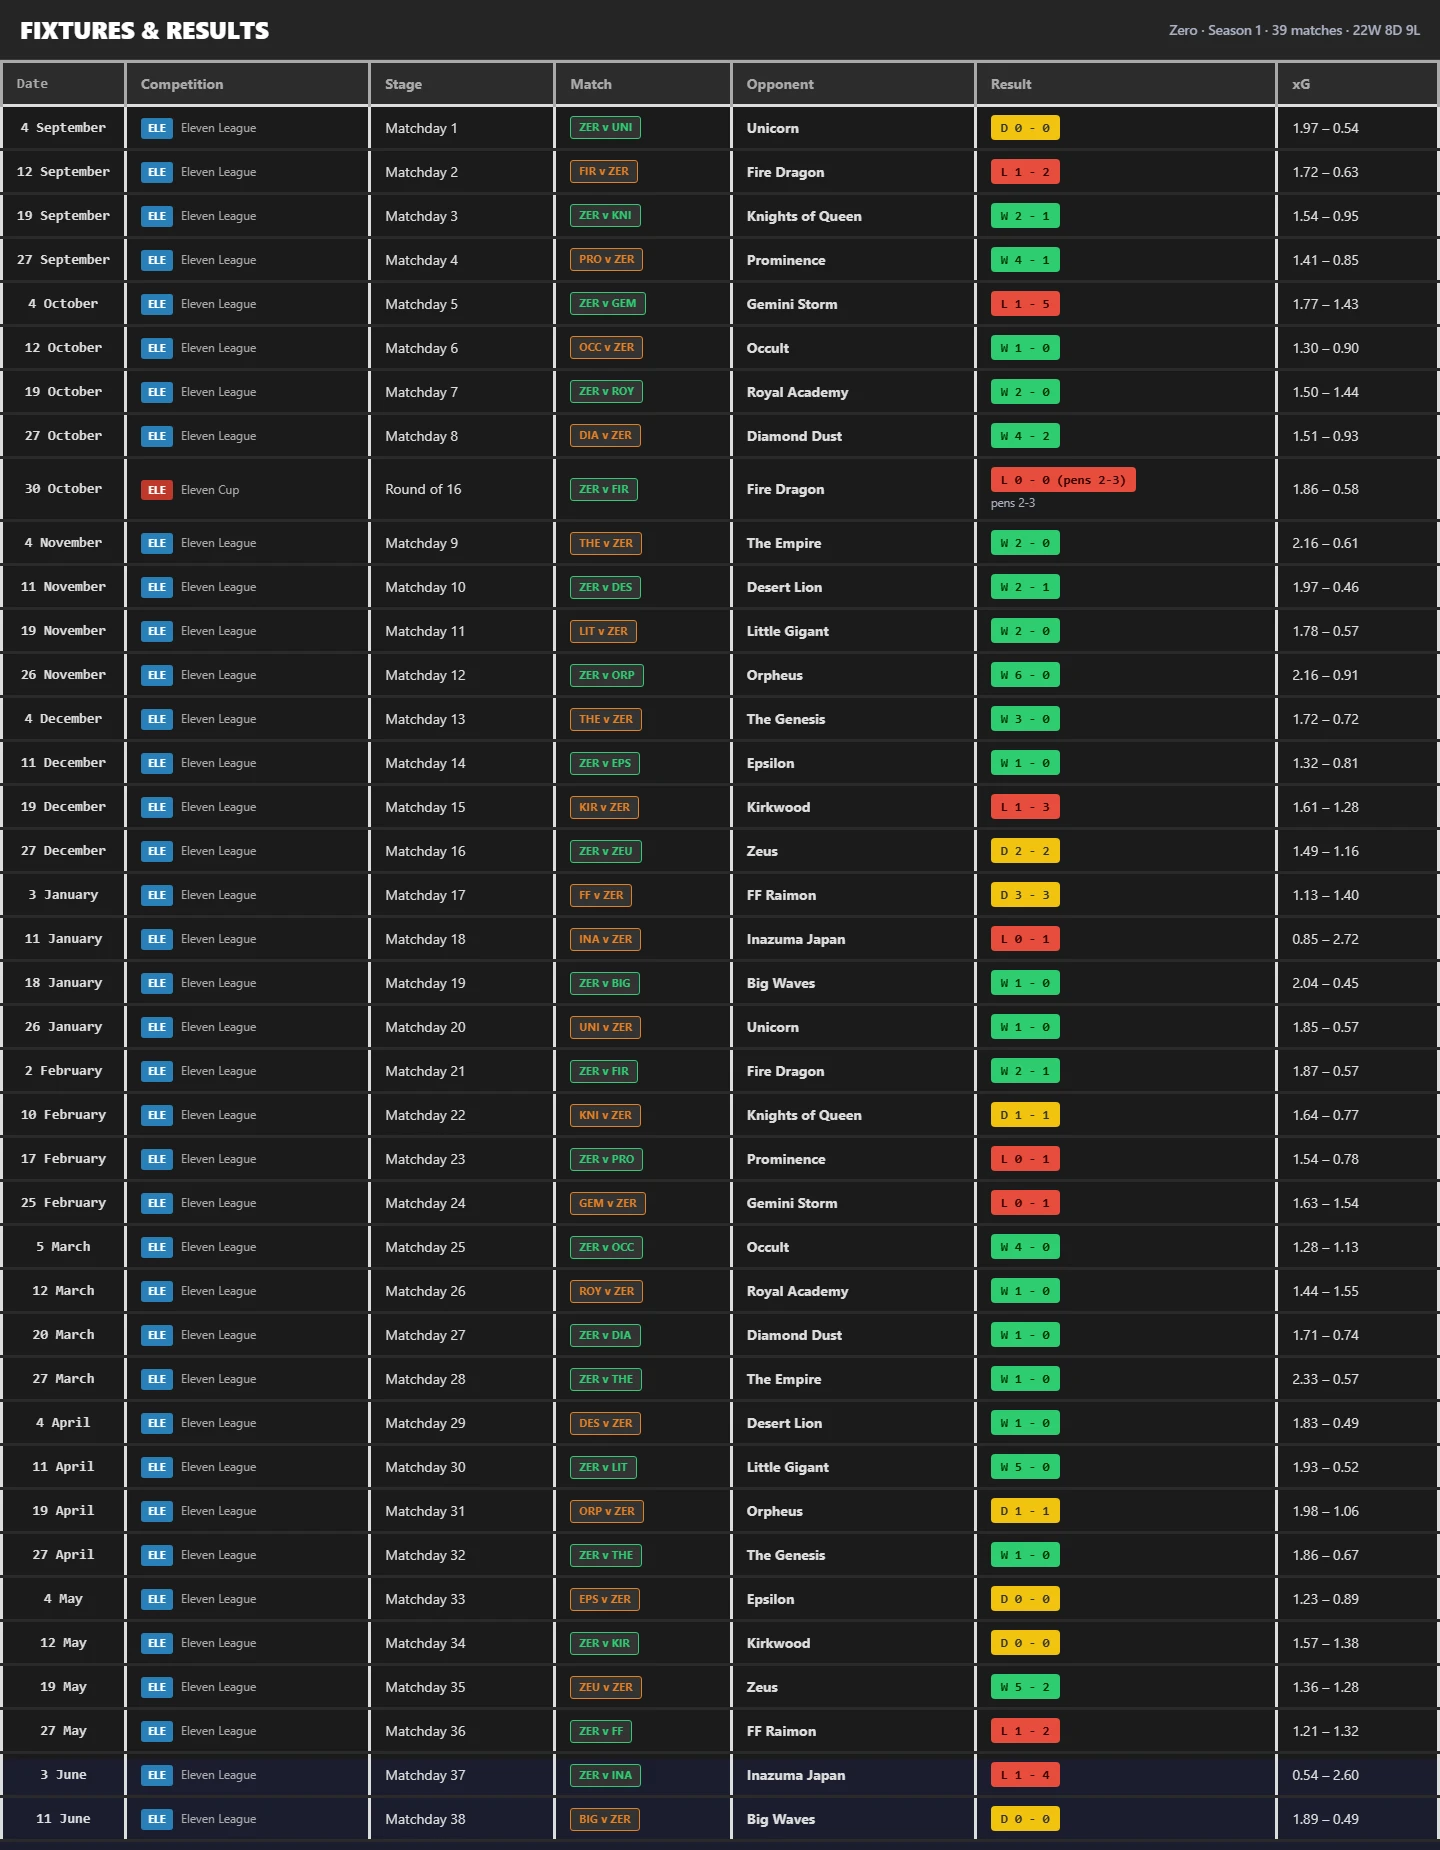 FIXTURES & RESULTS
Zero · Season 1 · 39 matches · 22W 8D 9L
Date Competition Stage Match Opponent Result xG
4 September ELE Eleven League Matchday 1 ZER v UNI Unicorn D 0 - 0 1.97 – 0.54
12 September ELE Eleven League Matchday 2 FIR v ZER Fire Dragon L 1 - 2 1.72 – 0.63
19 September ELE Eleven League Matchday 3 ZER v KNI Knights of Queen W 2 - 1 1.54 – 0.95
27 September ELE Eleven League Matchday 4 PRO v ZER Prominence W 4 - 1 1.41 – 0.85
4 October ELE Eleven League Matchday 5 ZER v GEM Gemini Storm L 1 - 5 1.77 – 1.43
12 October ELE Eleven League Matchday 6 OCC v ZER Occult W 1 - 0 1.30 – 0.90
19 October ELE Eleven League Matchday 7 ZER v ROY Royal Academy W 2 - 0 1.50 – 1.44
27 October ELE Eleven League Matchday 8 DIA v ZER Diamond Dust W 4 - 2 1.51 – 0.93
30 October ELE Eleven Cup Round of 16 ZER v FIR Fire Dragon L 0 - 0 (pens 2-3) 1.86 – 0.58
pens 2-3
4 November ELE Eleven League Matchday 9 THE v ZER The Empire W 2 - 0 2.16 – 0.61
11 November ELE Eleven League Matchday 10 ZER v DES Desert Lion W 2 - 1 1.97 – 0.46
19 November ELE Eleven League Matchday 11 LIT v ZER Little Gigant W 2 - 0 1.78 – 0.57
26 November ELE Eleven League Matchday 12 ZER v ORP Orpheus W 6 - 0 2.16 – 0.91
4 December ELE Eleven League Matchday 13 THE v ZER The Genesis W 3 - 0 1.72 – 0.72
11 December ELE Eleven League Matchday 14 ZER v EPS Epsilon W 1 - 0 1.32 – 0.81
19 December ELE Eleven League Matchday 15 KIR v ZER Kirkwood L 1 - 3 1.61 – 1.28
27 December ELE Eleven League Matchday 16 ZER v ZEU Zeus D 2 - 2 1.49 – 1.16
3 January ELE Eleven League Matchday 17 FF v ZER FF Raimon D 3 - 3 1.13 – 1.40
11 January ELE Eleven League Matchday 18 INA v ZER Inazuma Japan L 0 - 1 0.85 – 2.72
18 January ELE Eleven League Matchday 19 ZER v BIG Big Waves W 1 - 0 2.04 – 0.45
26 January ELE Eleven League Matchday 20 UNI v ZER Unicorn W 1 - 0 1.85 – 0.57
2 February ELE Eleven League Matchday 21 ZER v FIR Fire Dragon W 2 - 1 1.87 – 0.57
10 February ELE Eleven League Matchday 22 KNI v ZER Knights of Queen D 1 - 1 1.64 – 0.77
17 February ELE Eleven League Matchday 23 ZER v PRO Prominence L 0 - 1 1.54 – 0.78
25 February ELE Eleven League Matchday 24 GEM v ZER Gemini Storm L 0 - 1 1.63 – 1.54
5 March ELE Eleven League Matchday 25 ZER v OCC Occult W 4 - 0 1.28 – 1.13
12 March ELE Eleven League Matchday 26 ROY v ZER Royal Academy W 1 - 0 1.44 – 1.55
20 March ELE Eleven League Matchday 27 ZER v DIA Diamond Dust W 1 - 0 1.71 – 0.74
27 March ELE Eleven League Matchday 28 ZER v THE The Empire W 1 - 0 2.33 – 0.57
4 April ELE Eleven League Matchday 29 DES v ZER Desert Lion W 1 - 0 1.83 – 0.49
11 April ELE Eleven League Matchday 30 ZER v LIT Little Gigant W 5 - 0 1.93 – 0.52
19 April ELE Eleven League Matchday 31 ORP v ZER Orpheus D 1 - 1 1.98 – 1.06
27 April ELE Eleven League Matchday 32 ZER v THE The Genesis W 1 - 0 1.86 – 0.67
4 May ELE Eleven League Matchday 33 EPS v ZER Epsilon D 0 - 0 1.23 – 0.89
12 May ELE Eleven League Matchday 34 ZER v KIR Kirkwood D 0 - 0 1.57 – 1.38
19 May ELE Eleven League Matchday 35 ZEU v ZER Zeus W 5 - 2 1.36 – 1.28
27 May ELE Eleven League Matchday 36 ZER v FF FF Raimon L 1 - 2 1.21 – 1.32
3 June ELE Eleven League Matchday 37 ZER v INA Inazuma Japan L 1 - 4 0.54 – 2.60
11 June ELE Eleven League Matchday 38 BIG v ZER Big Waves D 0 - 0 1.89 – 0.49